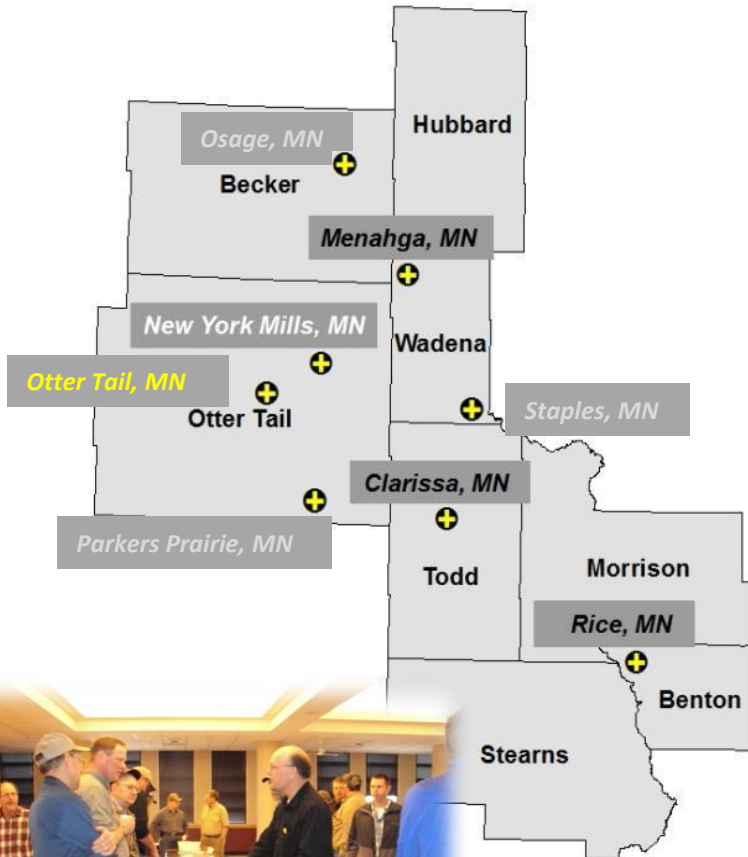 Hubbard
Osage, MN
Becker
Menahga, MN
New York Mills, MN
Wadena
Otter Tail, MN
Otter Tail
Staples, MN
Clarissa, MN
Parkers Prairie, MN
Todd
Morrison
Rice, MN
Benton
Stearns